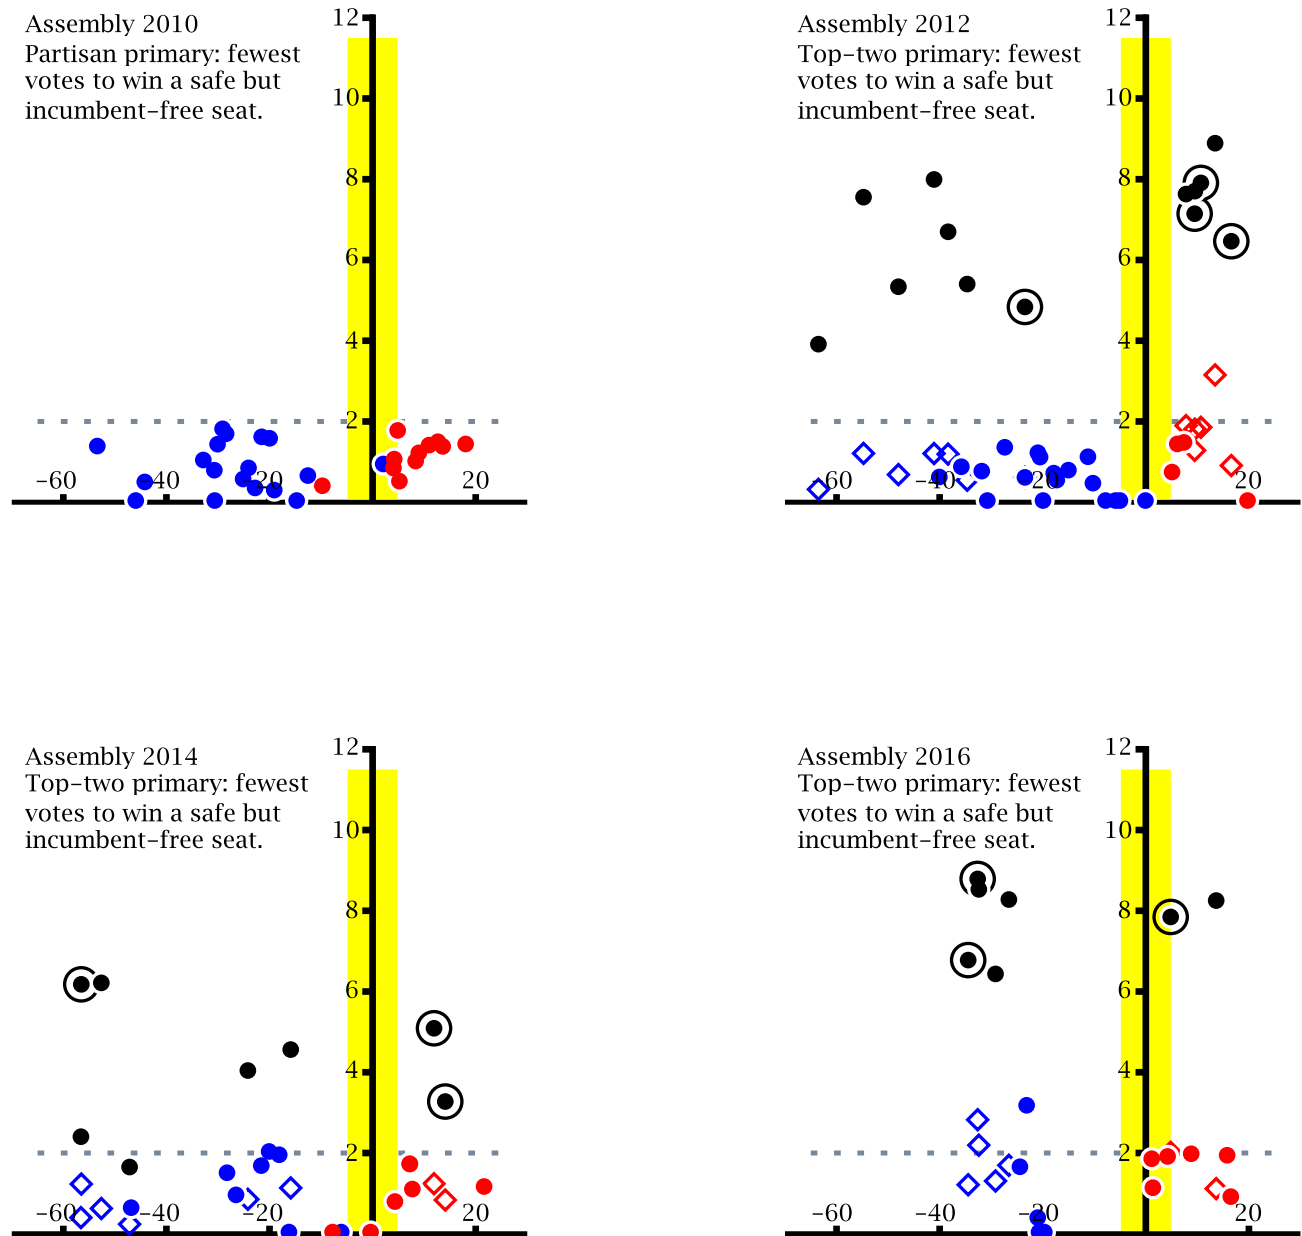 Assembly 2010
Partisan primary: fewest
votes to win a safe but
incumbent-free seat.
12
10
8
6
4
2
-60
-40
-20
20
Assembly 2012
Top-two primary: fewest
votes to win a safe but
incumbent-free seat.
12
10
8
6
4
2
-60
-40
-20
20
Assembly 2014
Top-two primary: fewest
votes to win a safe but
incumbent-free seat.
12
10
8
6
4
2
-60
-40
-20
20
Assembly 2016
Top-two primary: fewest
votes to win a safe but
incumbent-free seat.
12
10
8
6
4
2
-60
-40
-20
20